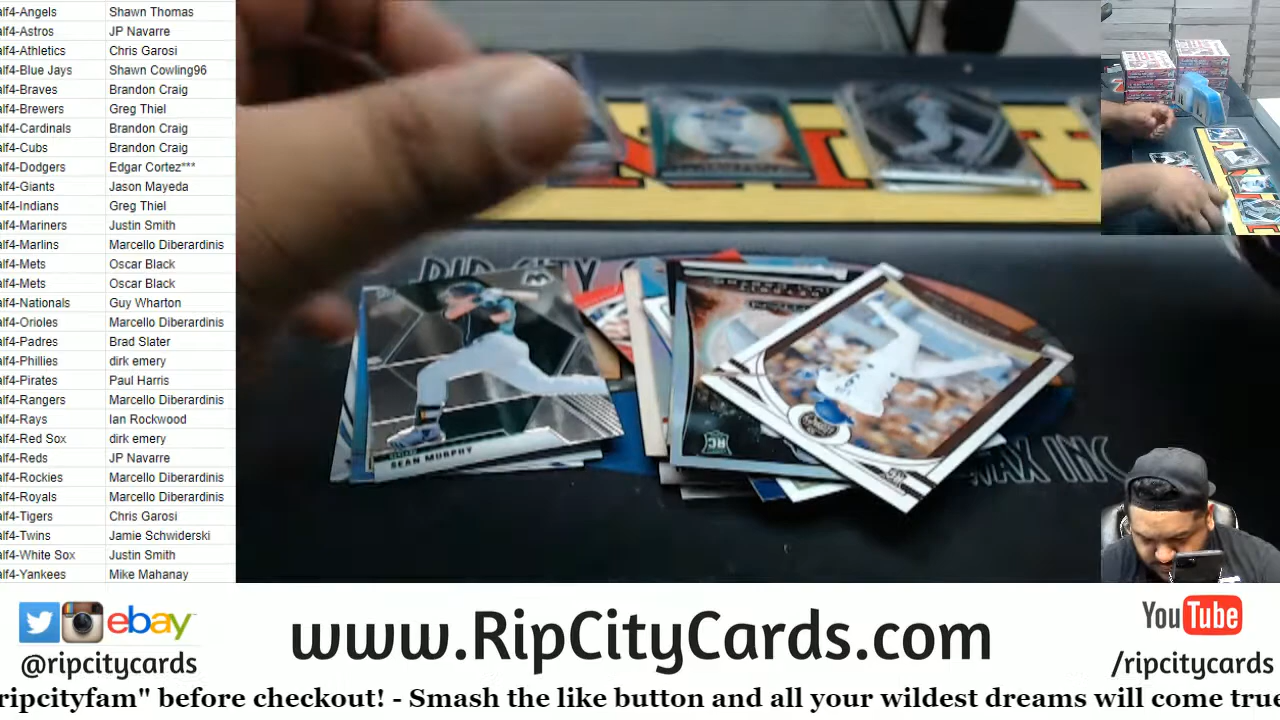 alf4-Angels Shawn Thomas
alf4-Astros JP Navarre
alf4-Athletics Chris Garosi
alf4-Blue Jays Shawn Cowling96
alf4-Braves Brandon Craig
alf4-Brewers Greg Thiel
alf4-Cardinals Brandon Craig
alf4-Cubs Brandon Craig
alf4-Dodgers Edgar Cortez***
alf4-Giants Jason Mayeda
alf4-Indians Greg Thiel
alf4-Mariners Justin Smith
alf4-Marlins Marcello Diberardinis
alf4-Mets Oscar Black
alf4-Mets Oscar Black
alf4-Nationals Guy Wharton
alf4-Orioles Marcello Diberardinis
alf4-Padres Brad Slater
alf4-Phillies dirk emery
alf4-Pirates Paul Harris
alf4-Rangers Marcello Diberardinis
alf4-Rays Ian Rockwood
alf4-Red Sox dirk emery
alf4-Reds JP Navarre
alf4-Rockies Marcello Diberardinis
alf4-Royals Marcello Diberardinis
alf4-Tigers Chris Garosi
alf4-Twins Jamie Schwiderski
alf4-White Sox Justin Smith
alf4-Yankees Mike Mahanay
RIP CITY
SEAN MURPHY
RC
INC
ebay
@ripcitycards
www.RipCityCards.com
YouTube
/ripcitycards
ripcityfam" before checkout! - Smash the like button and all your wildest dreams will come true